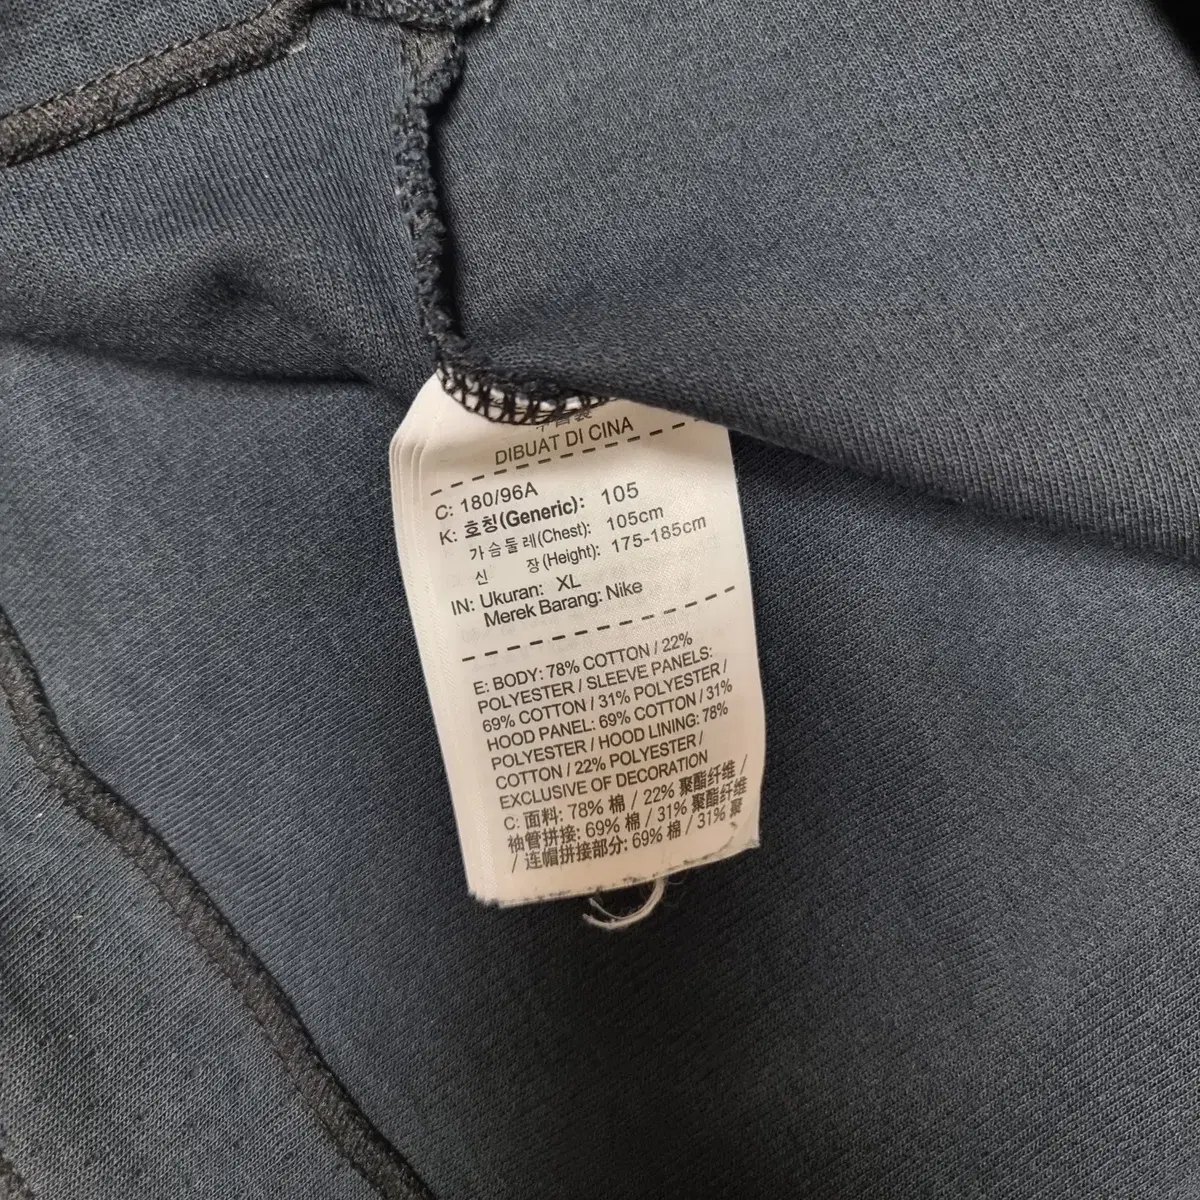 DIBUAT DI CINA
C: 180/96A
K: 호칭(Generic): 105
가슴둘레(Chest): 105cm
신 장(Height): 175-185cm
IN: Ukuran: XL
Merek Barang: Nike
E: BODY: 78% COTTON / 22%
POLYESTER / SLEEVE PANELS:
69% COTTON / 31% POLYESTER /
HOOD PANEL: 69% COTTON / 31%
POLYESTER / HOOD LINING: 78%
COTTON / 22% POLYESTER /
EXCLUSIVE OF DECORATION
C: 面料: 78% 棉 / 22% 聚酯纤维 /
袖管拼接: 69% 棉 / 31% 聚酯纤维
/ 连帽拼接部分: 69% 棉 / 31% 聚